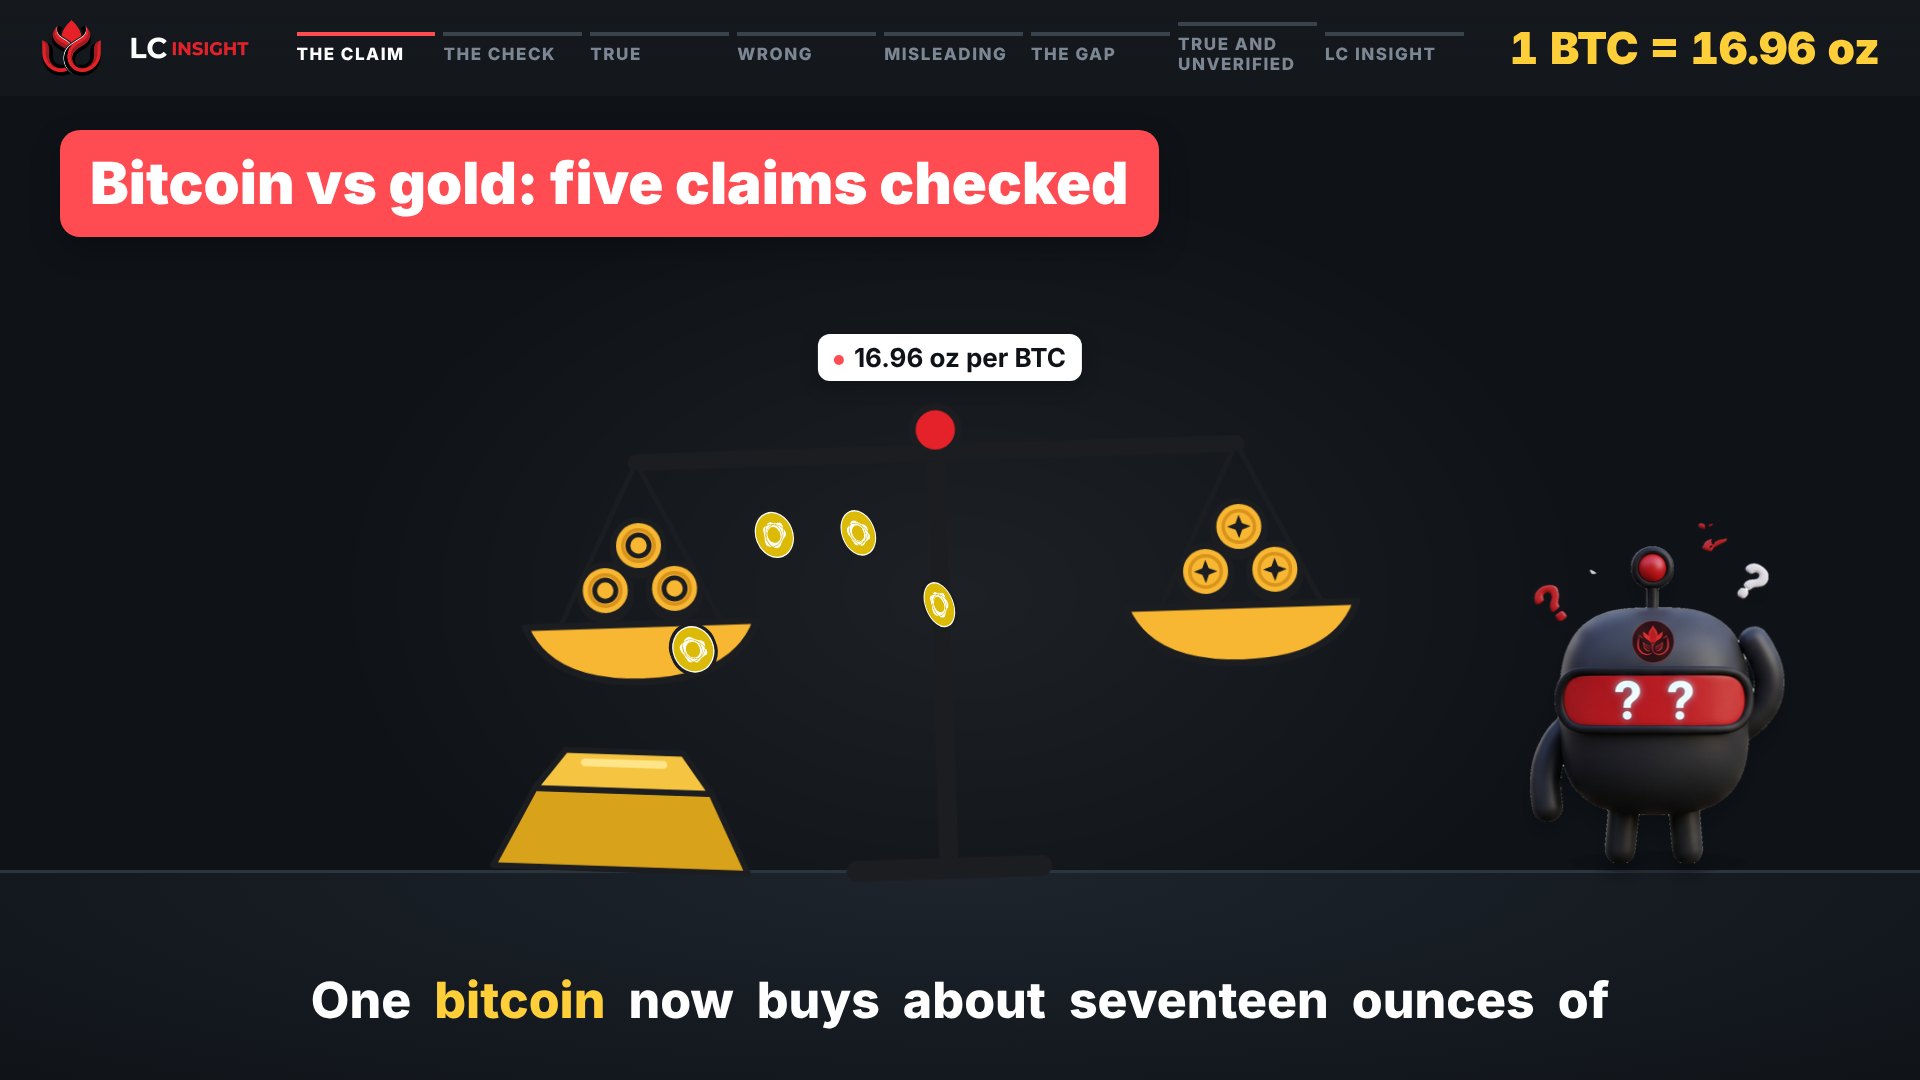 LC INSIGHT
THE CLAIM
THE CHECK
TRUE
WRONG
MISLEADING
THE GAP
TRUE AND
UNVERIFIED
LC INSIGHT
1 BTC = 16.96 oz
Bitcoin vs gold: five claims checked
16.96 oz per BTC
? ?
? ?
One bitcoin now buys about seventeen ounces of